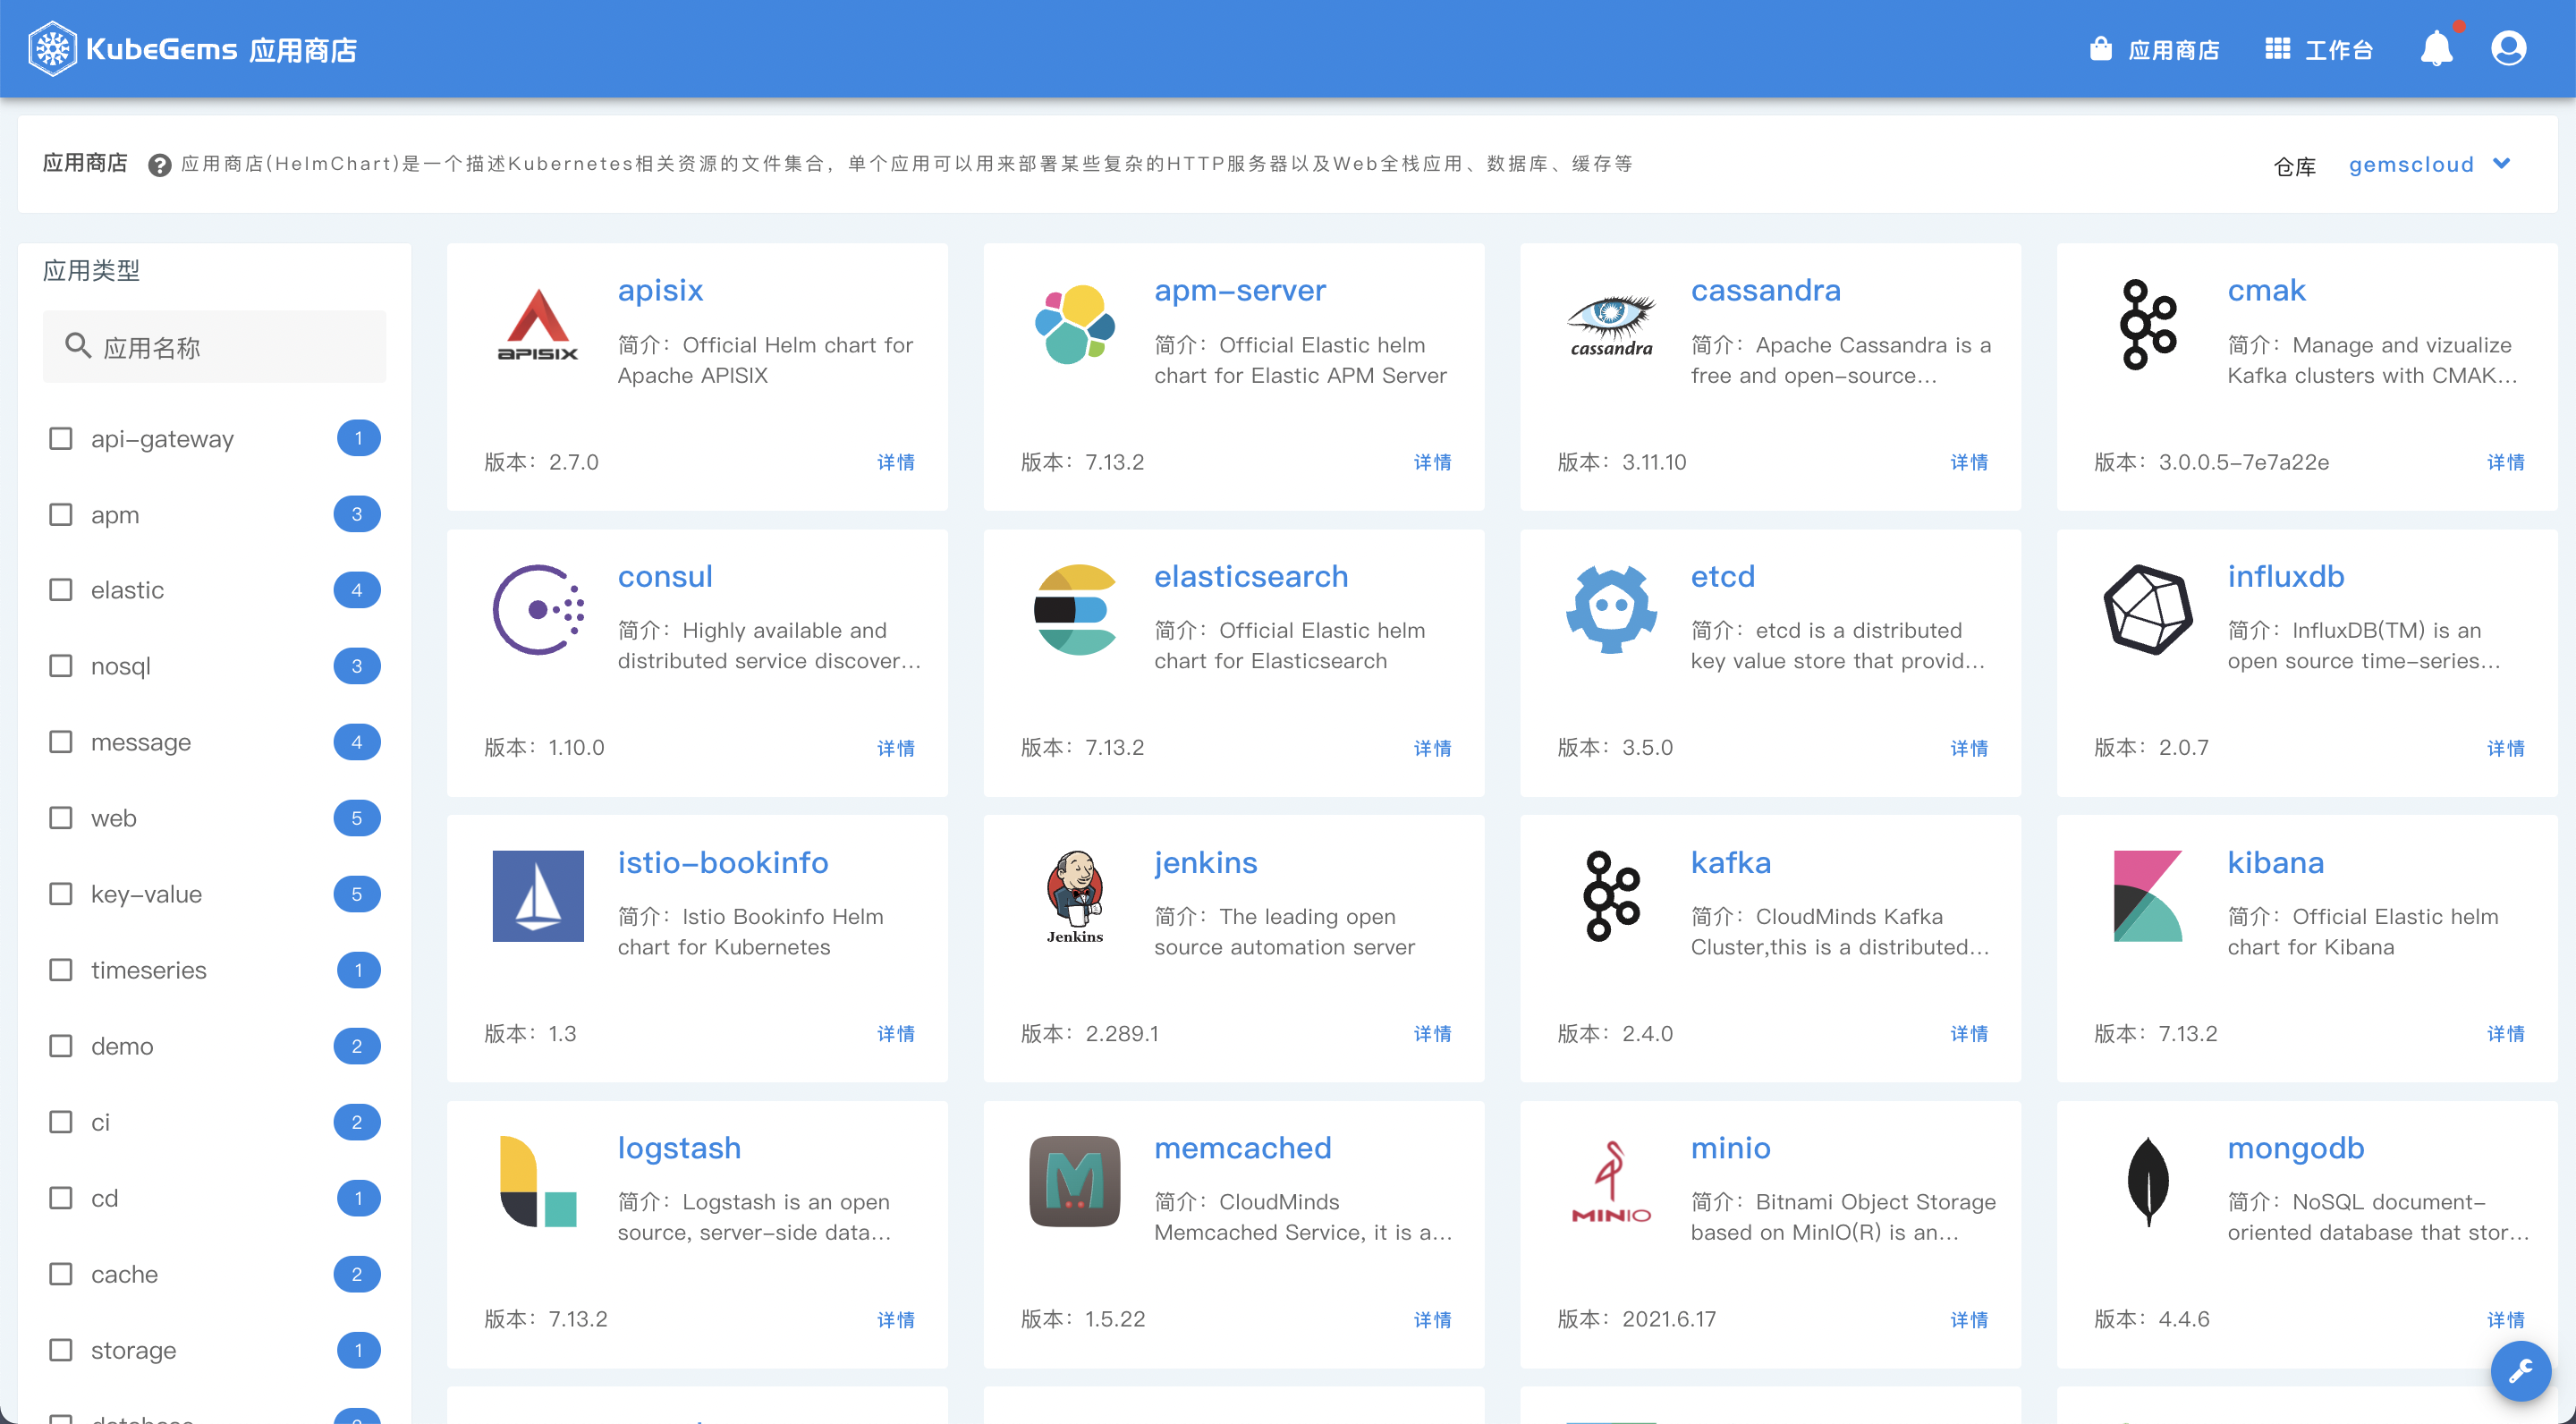 KubeGems 应用商店
应用商店
工作台
应用商店
应用商店(HelmChart)是一个描述Kubernetes相关资源的文件集合，单个应用可以用来部署某些复杂的HTTP服务器以及Web全栈应用、数据库、缓存等
仓库 gemscloud
应用类型
应用名称
api-gateway 1
apm 3
elastic 4
nosql 3
message 4
web 5
key-value 5
timeseries 1
demo 2
ci 2
cd 1
cache 2
storage 1
APISIX
apisix
简介：Official Helm chart for
Apache APISIX
版本：2.7.0 详情
apm-server
简介：Official Elastic helm
chart for Elastic APM Server
版本：7.13.2 详情
cassandra
cassandra
简介：Apache Cassandra is a
free and open-source...
版本：3.11.10 详情
cmak
简介：Manage and vizualize
Kafka clusters with CMAK...
版本：3.0.0.5-7e7a22e 详情
consul
简介：Highly available and
distributed service discover...
版本：1.10.0 详情
elasticsearch
简介：Official Elastic helm
chart for Elasticsearch
版本：7.13.2 详情
etcd
简介：etcd is a distributed
key value store that provid...
版本：3.5.0 详情
influxdb
简介：InfluxDB(TM) is an
open source time-series...
版本：2.0.7 详情
istio-bookinfo
简介：Istio Bookinfo Helm
chart for Kubernetes
版本：1.3 详情
Jenkins
jenkins
简介：The leading open
source automation server
版本：2.289.1 详情
kafka
简介：CloudMinds Kafka
Cluster,this is a distributed...
版本：2.4.0 详情
kibana
简介：Official Elastic helm
chart for Kibana
版本：7.13.2 详情
logstash
简介：Logstash is an open
source, server-side data...
版本：7.13.2 详情
M
memcached
简介：CloudMinds
Memcached Service, it is a...
版本：1.5.22 详情
MINIO
minio
简介：Bitnami Object Storage
based on MinIO(R) is an...
版本：2021.6.17 详情
mongodb
简介：NoSQL document-
oriented database that stor...
版本：4.4.6 详情